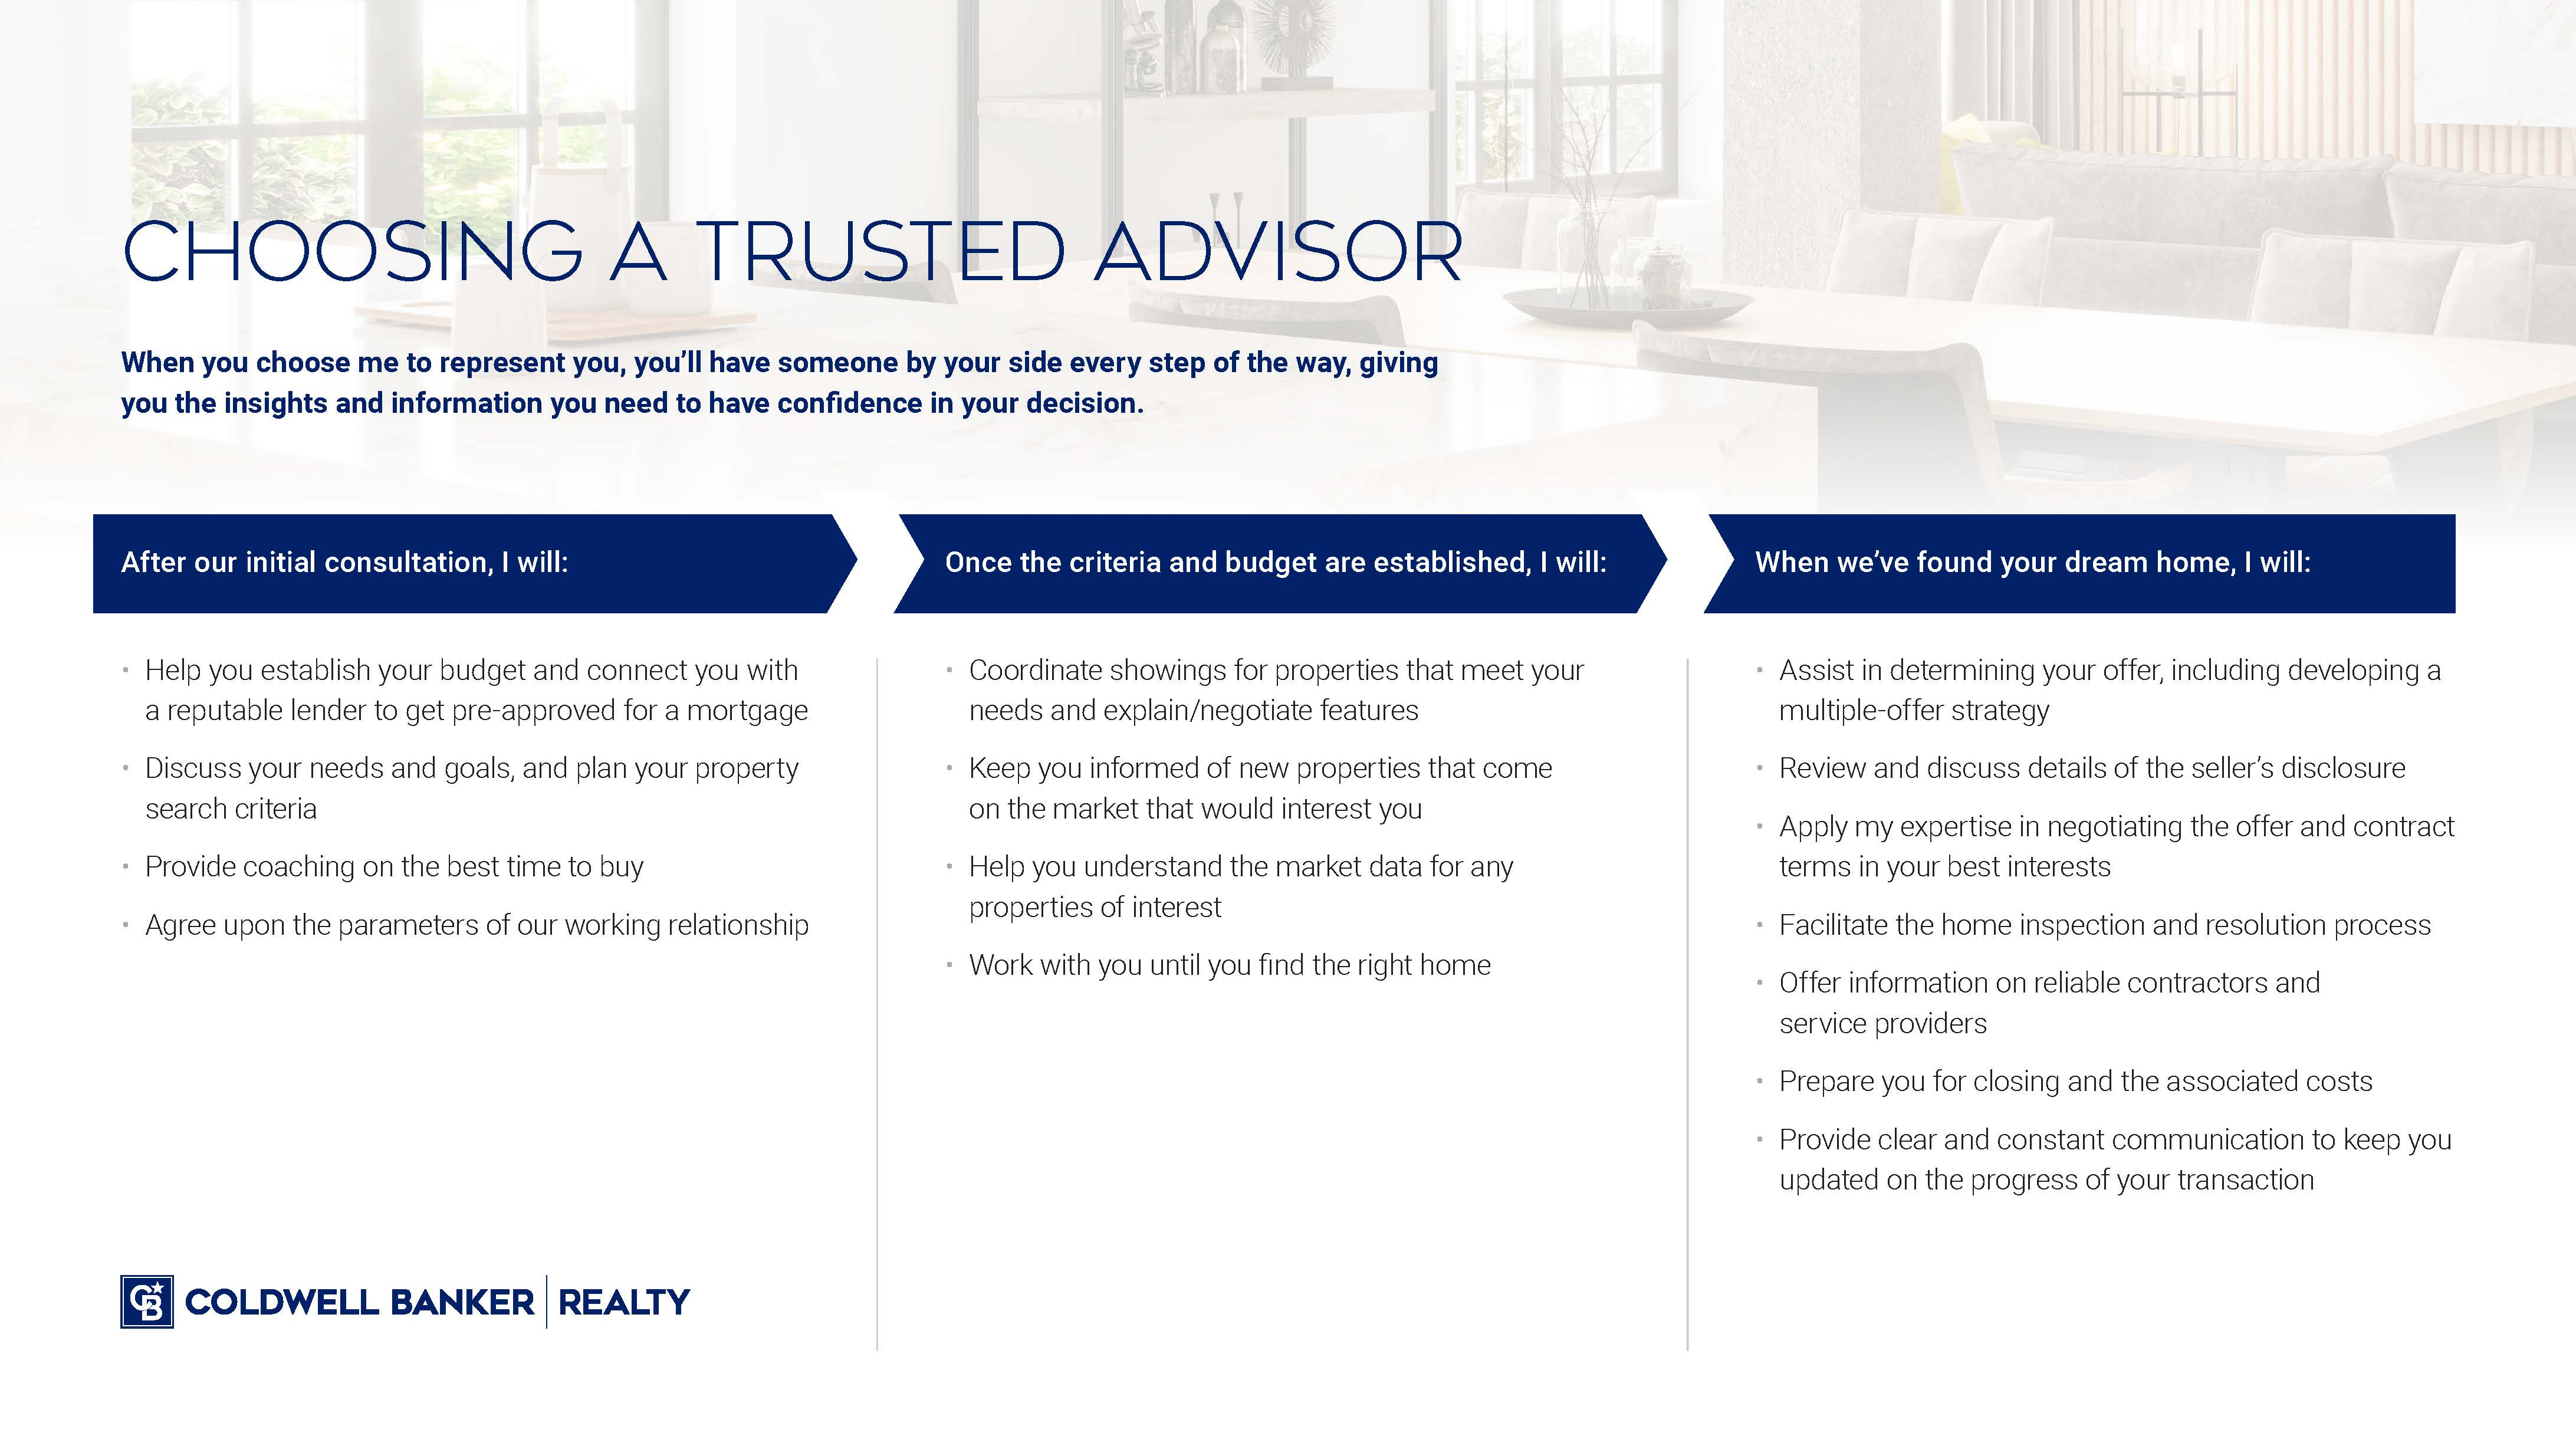 CHOOSING A TRUSTED ADVISOR
When you choose me to represent you, you’ll have someone by your side every step of the way, giving
you the insights and information you need to have confidence in your decision.
After our initial consultation, I will:
• Help you establish your budget and connect you with
a reputable lender to get pre-approved for a mortgage
• Discuss your needs and goals, and plan your property
search criteria
• Provide coaching on the best time to buy
• Agree upon the parameters of our working relationship
Once the criteria and budget are established, I will:
• Coordinate showings for properties that meet your
needs and explain/negotiate features
• Keep you informed of new properties that come
on the market that would interest you
• Help you understand the market data for any
properties of interest
• Work with you until you find the right home
When we’ve found your dream home, I will:
• Assist in determining your offer, including developing a
multiple-offer strategy
• Review and discuss details of the seller’s disclosure
• Apply my expertise in negotiating the offer and contract
terms in your best interests
• Facilitate the home inspection and resolution process
• Offer information on reliable contractors and
service providers
• Prepare you for closing and the associated costs
• Provide clear and constant communication to keep you
updated on the progress of your transaction
CB COLDWELL BANKER | REALTY